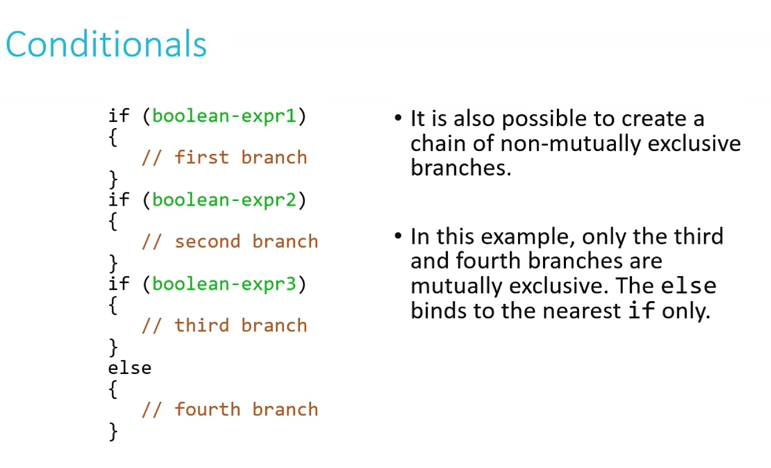 Conditionals
if (boolean-expr1)
{
// first branch
}
if (boolean-expr2)
{
// second branch
}
if (boolean-expr3)
{
// third branch
}
else
{
// fourth branch
}
• It is also possible to create a
chain of non-mutually exclusive
branches.
• In this example, only the third
and fourth branches are
mutually exclusive. The else
binds to the nearest if only.